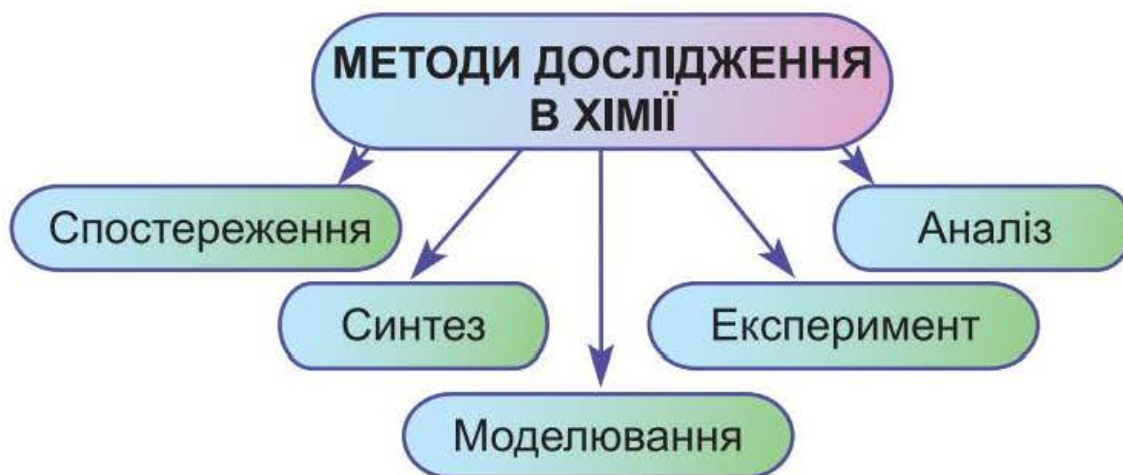 МЕТОДИ ДОСЛІДЖЕННЯ
В ХІМІЇ
Спостереження
Аналіз
Синтез
Експеримент
Моделювання